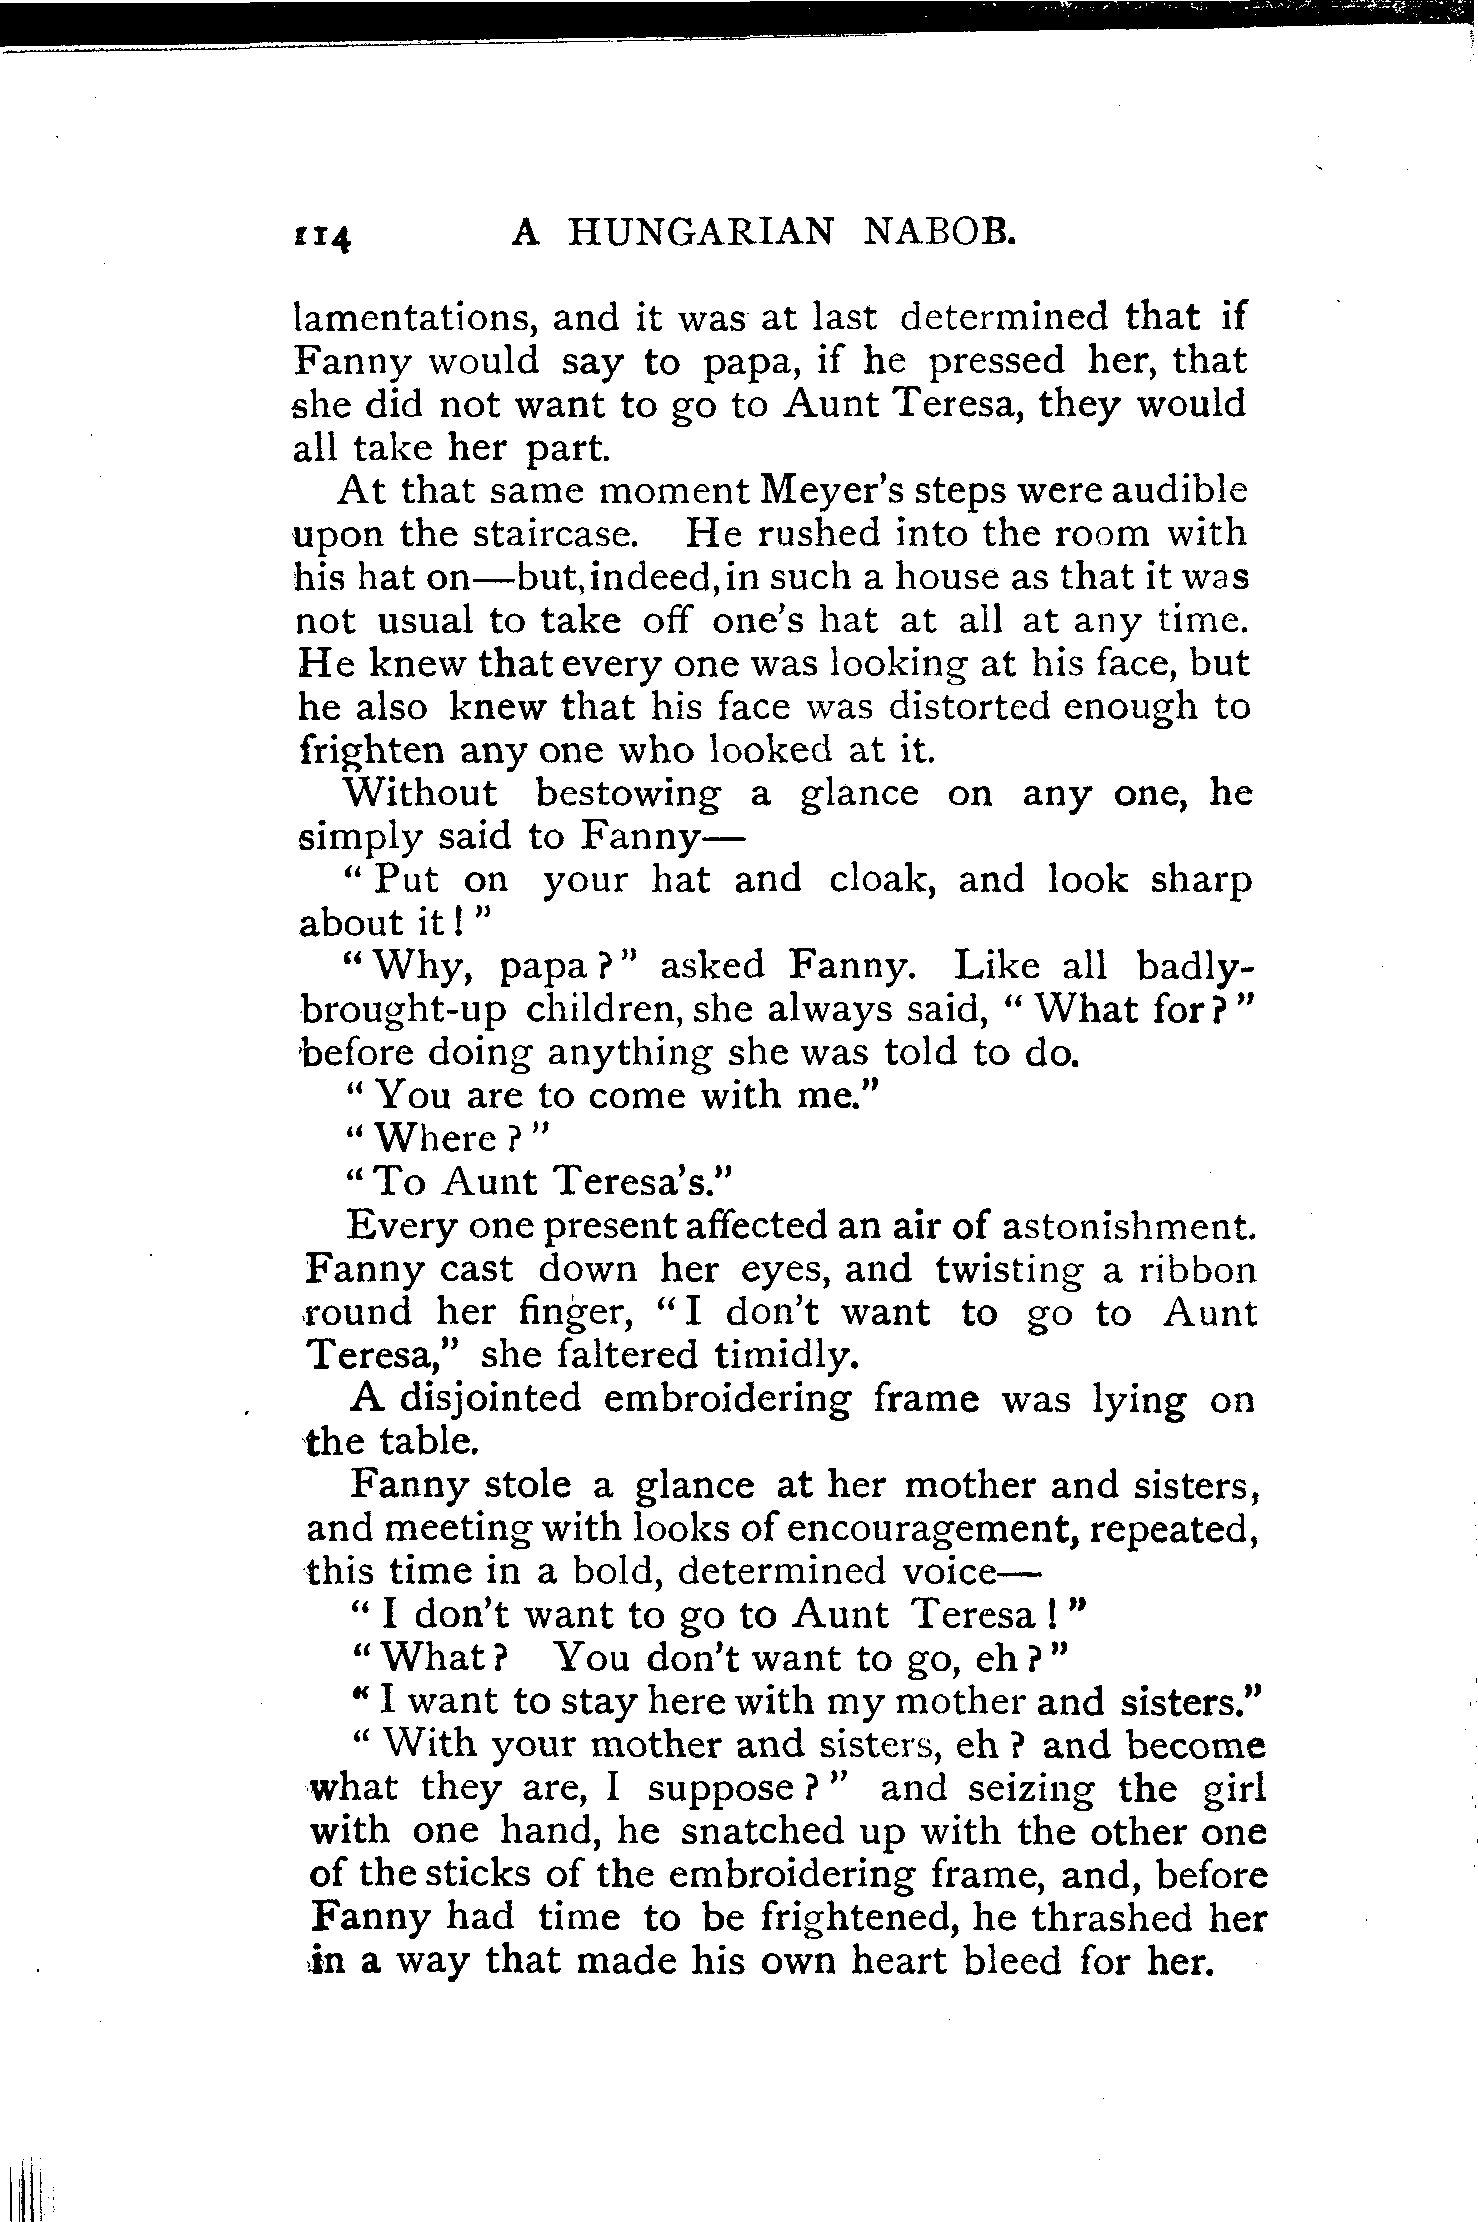 114 A HUNGARIAN NABOB.
lamentations, and it was at last determined that if
Fanny would say to papa, if he pressed her, that
she did not want to go to Aunt Teresa, they would
all take her part.
At that same moment Meyer's steps were audible
upon the staircase. He rushed into the room with
his hat on—but, indeed, in such a house as that it was
not usual to take off one's hat at all at any time.
He knew that every one was looking at his face, but
he also knew that his face was distorted enough to
frighten any one who looked at it.
Without bestowing a glance on any one, he
simply said to Fanny—
"Put on your hat and cloak, and look sharp
about it!"
"Why, papa?" asked Fanny. Like all badly-
brought-up children, she always said, "What for?"
before doing anything she was told to do.
"You are to come with me."
"Where?"
"To Aunt Teresa's."
Every one present affected an air of astonishment.
Fanny cast down her eyes, and twisting a ribbon
round her finger, "I don't want to go to Aunt
Teresa," she faltered timidly.
A disjointed embroidering frame was lying on
the table.
Fanny stole a glance at her mother and sisters,
and meeting with looks of encouragement, repeated,
this time in a bold, determined voice—
"I don't want to go to Aunt Teresa!"
"What? You don't want to go, eh?"
"I want to stay here with my mother and sisters."
"With your mother and sisters, eh? and become
what they are, I suppose?" and seizing the girl
with one hand, he snatched up with the other one
of the sticks of the embroidering frame, and, before
Fanny had time to be frightened, he thrashed her
in a way that made his own heart bleed for her.